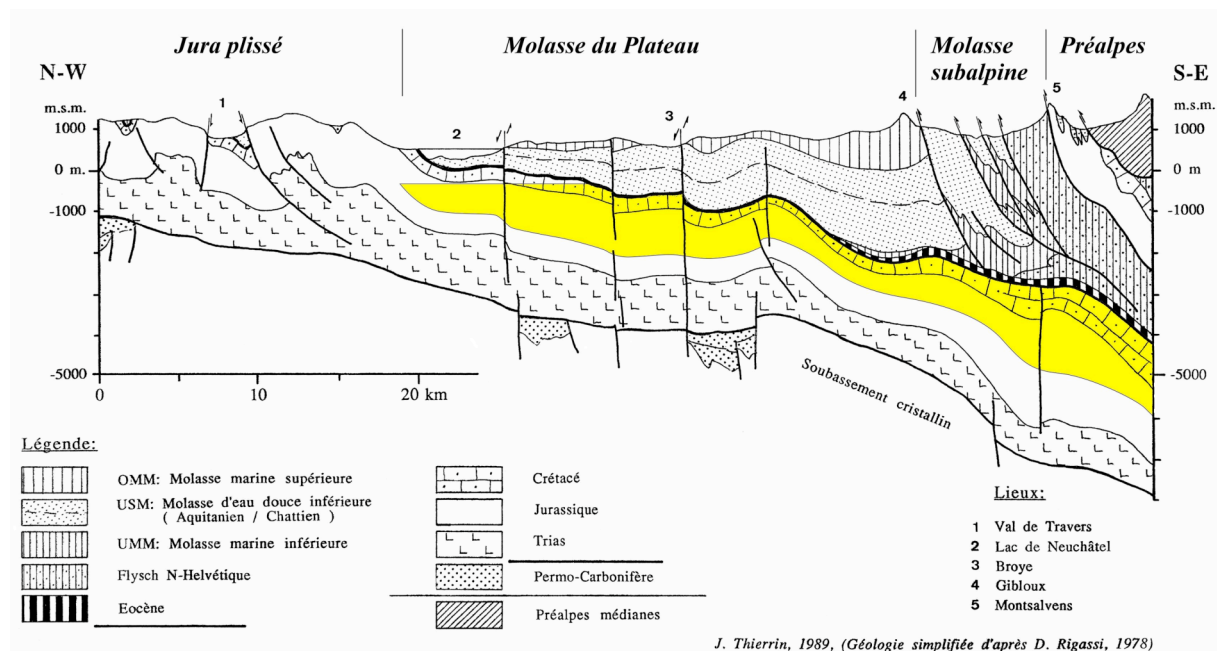 Jura plissé
Molasse du Plateau
Molasse
subalpine
Préalpes
N-W
S-E
m.s.m.
m.s.m.
1
2
3
4
5
1000
0 m.
-1000
-5000
1000
0 m
-1000
-5000
0
10
20 km
Soubassement cristallin
Légende:
OMM: Molasse marine supérieure
USM: Molasse d'eau douce inférieure
( Aquitanien / Chattien )
UMM: Molasse marine inférieure
Flysch N-Helvétique
Eocène
Crétacé
Jurassique
Trias
Permo-Carbonifère
Préalpes médianes
Lieux:
1 Val de Travers
2 Lac de Neuchâtel
3 Broye
4 Gibloux
5 Montsalvens
J. Thierrin, 1989, (Géologie simplifiée d'après D. Rigassi, 1978)